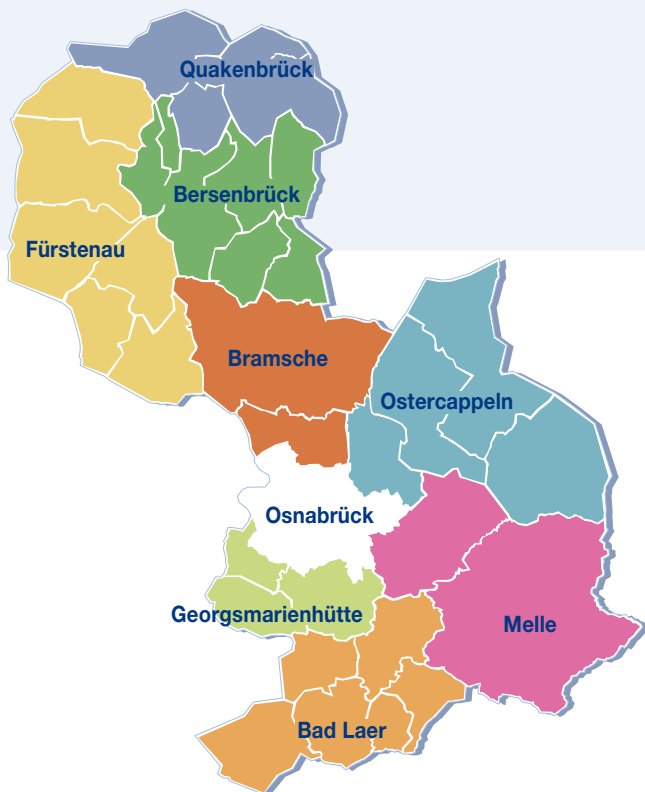 Quakenbrück
Bersenbrück
Fürstenau
Bramsche
Ostercappeln
Osnabrück
Georgsmarienhütte
Melle
Bad Laer